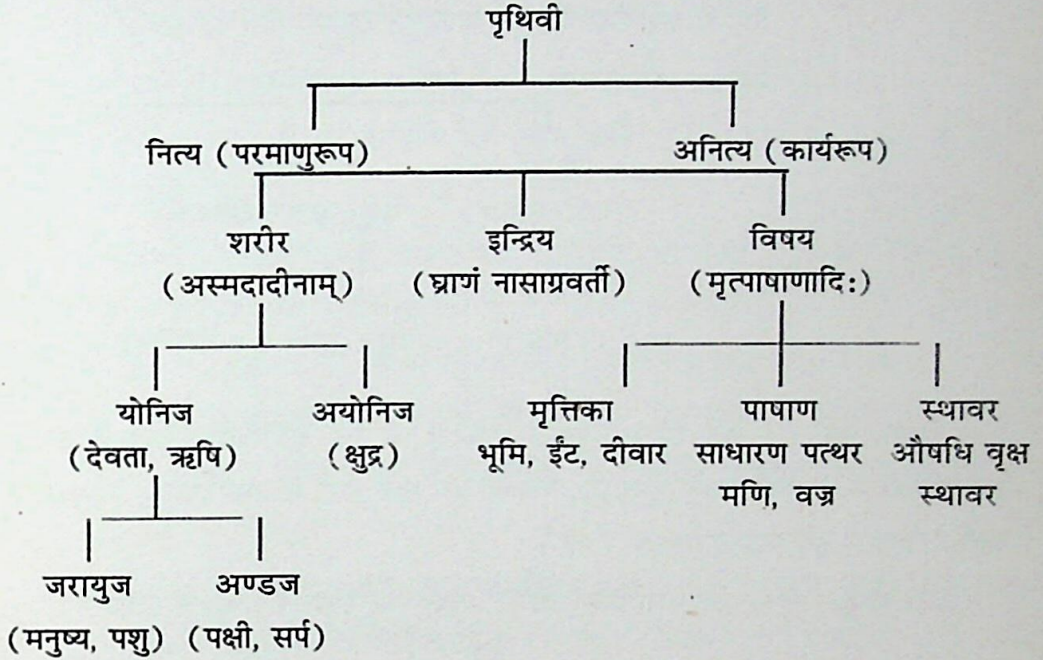 पृथिवी
नित्य (परमाणुरूप) अनित्य (कार्यरूप)
शरीर इन्द्रिय विषय
(अस्मदादीनाम्) (घ्राणं नासाग्रवर्ती) (मृत्पाषाणादिः)
योनिज अयोनिज मृत्तिका पाषाण स्थावर
(देवता, ऋषि) (क्षुद्र) भूमि, ईंट, दीवार साधारण पत्थर औषधि वृक्ष
मणि, वज्र स्थावर
जरायुज अण्डज
(मनुष्य, पशु) (पक्षी, सर्प)